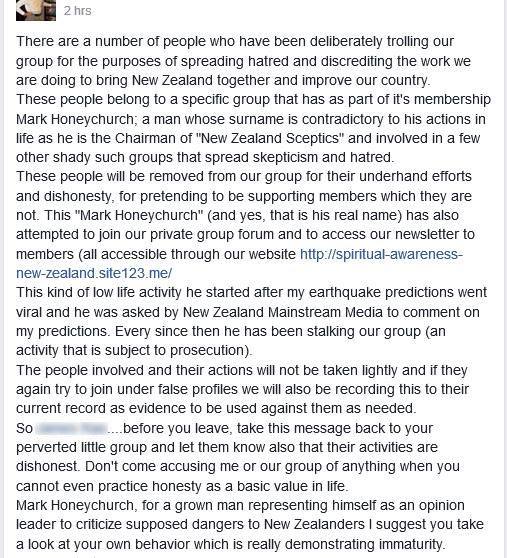 2 hrs
There are a number of people who have been deliberately trolling our
group for the purposes of spreading hatred and discrediting the work we
are doing to bring New Zealand together and improve our country.
These people belong to a specific group that has as part of it's membership
Mark Honeychurch; a man whose surname is contradictory to his actions in
life as he is the Chairman of "New Zealand Sceptics" and involved in a few
other shady such groups that spread skepticism and hatred.
These people will be removed from our group for their underhand efforts
and dishonesty, for pretending to be supporting members which they are
not. This "Mark Honeychurch" (and yes, that is his real name) has also
attempted to join our private group forum and to access our newsletter to
members (all accessible through our website http://spiritual-awareness-
new-zealand.site123.me/
This kind of low life activity he started after my earthquake predictions went
viral and he was asked by New Zealand Mainstream Media to comment on
my predictions. Every since then he has been stalking our group (an
activity that is subject to prosecution).
The people involved and their actions will not be taken lightly and if they
again try to join under false profiles we will also be recording this to their
current record as evidence to be used against them as needed.
So ....before you leave, take this message back to your
perverted little group and let them know also that their activities are
dishonest. Don't come accusing me or our group of anything when you
cannot even practice honesty as a basic value in life.
Mark Honeychurch, for a grown man representing himself as an opinion
leader to criticize supposed dangers to New Zealanders I suggest you take
a look at your own behavior which is really demonstrating immaturity.